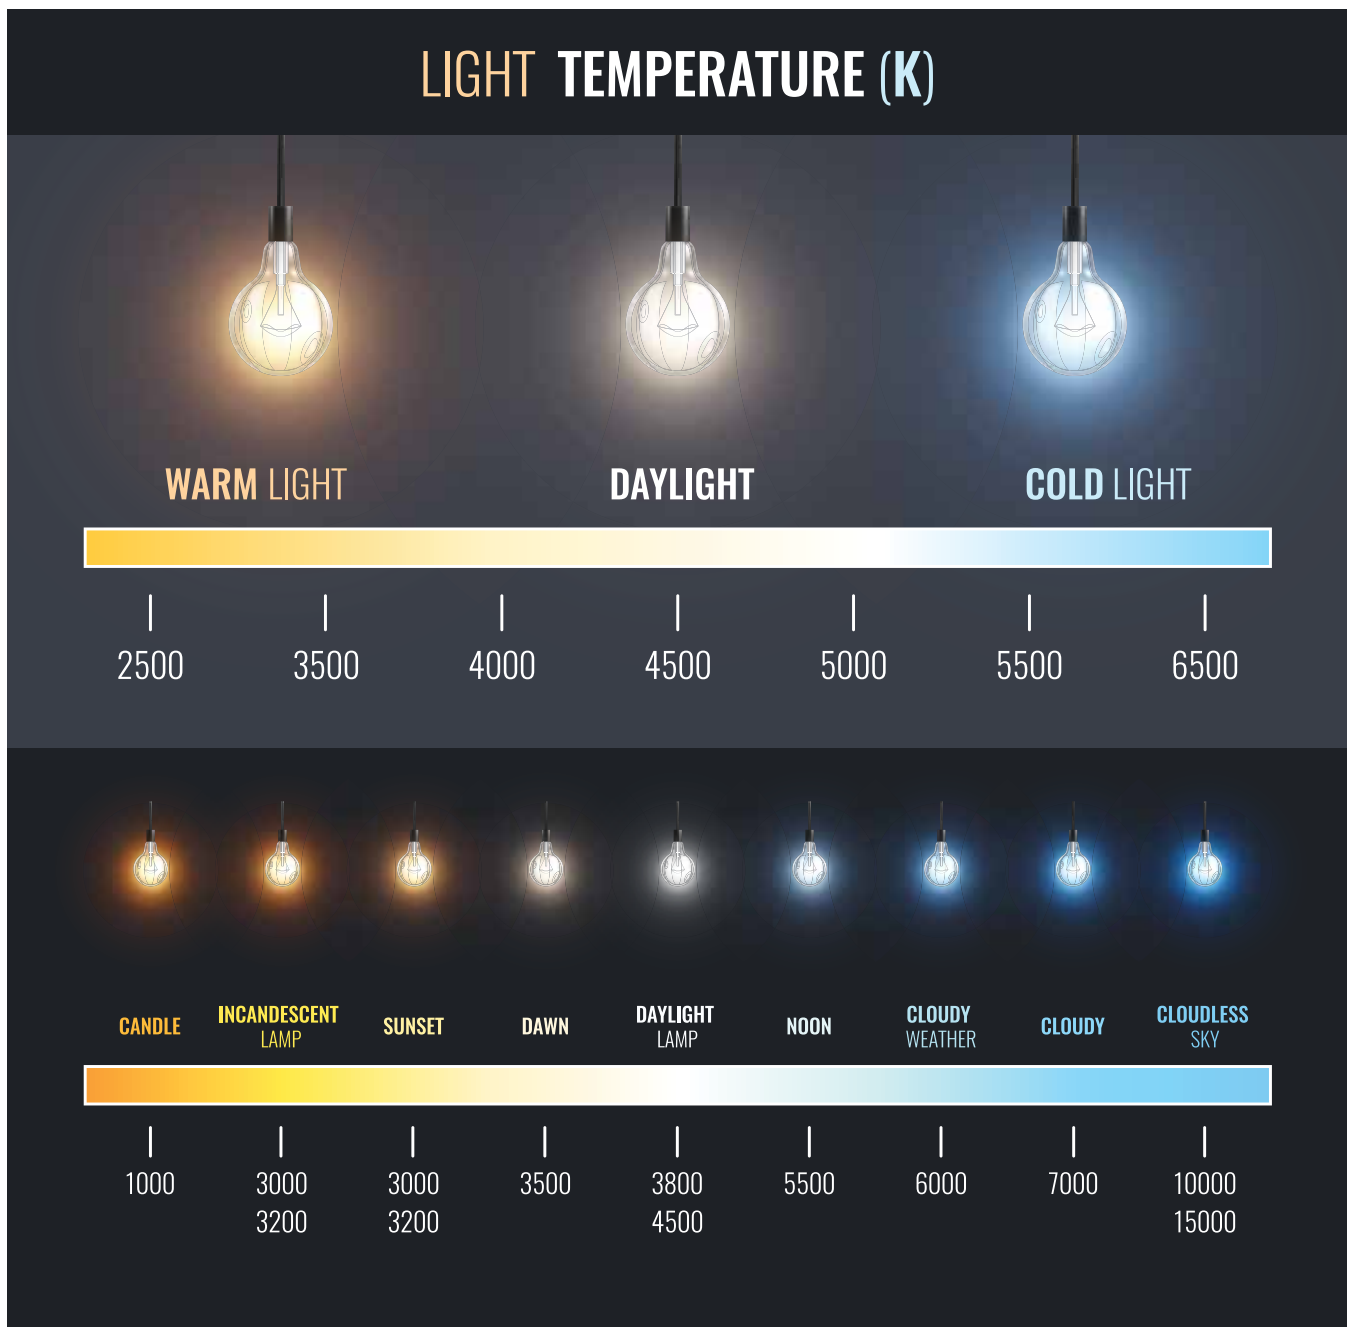 LIGHT TEMPERATURE (K)
WARM LIGHT
DAYLIGHT
COLD LIGHT
2500 3500 4000 4500 5000 5500 6500
CANDLE
INCANDESCENT
LAMP
SUNSET
DAWN
DAYLIGHT
LAMP
NOON
CLOUDY
WEATHER
CLOUDY
CLOUDLESS
SKY
1000 3000 3000 3500 3800 5500 6000 7000 10000
3200 3200 4500 15000